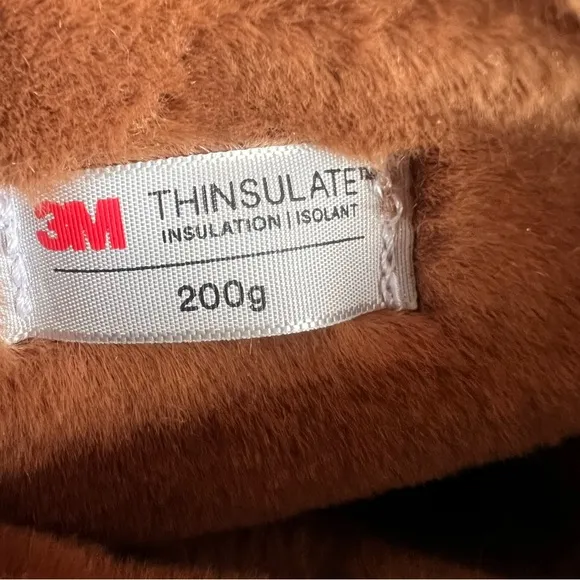 3M THINSULATE™
INSULATION | ISOLANT
200g